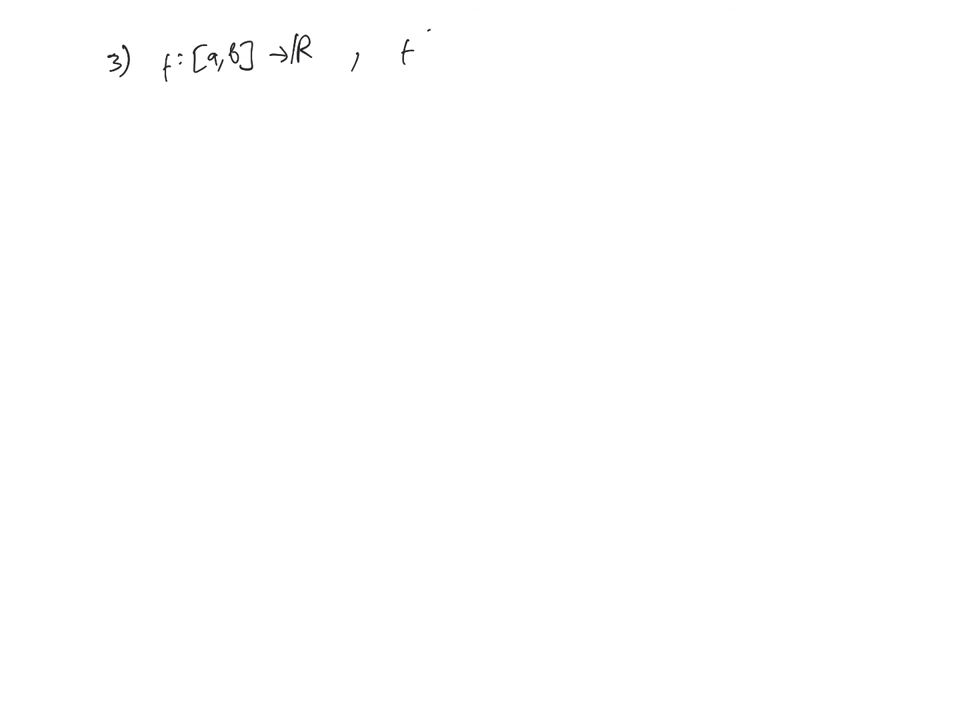 3) f: [a,b] → ℝ , f